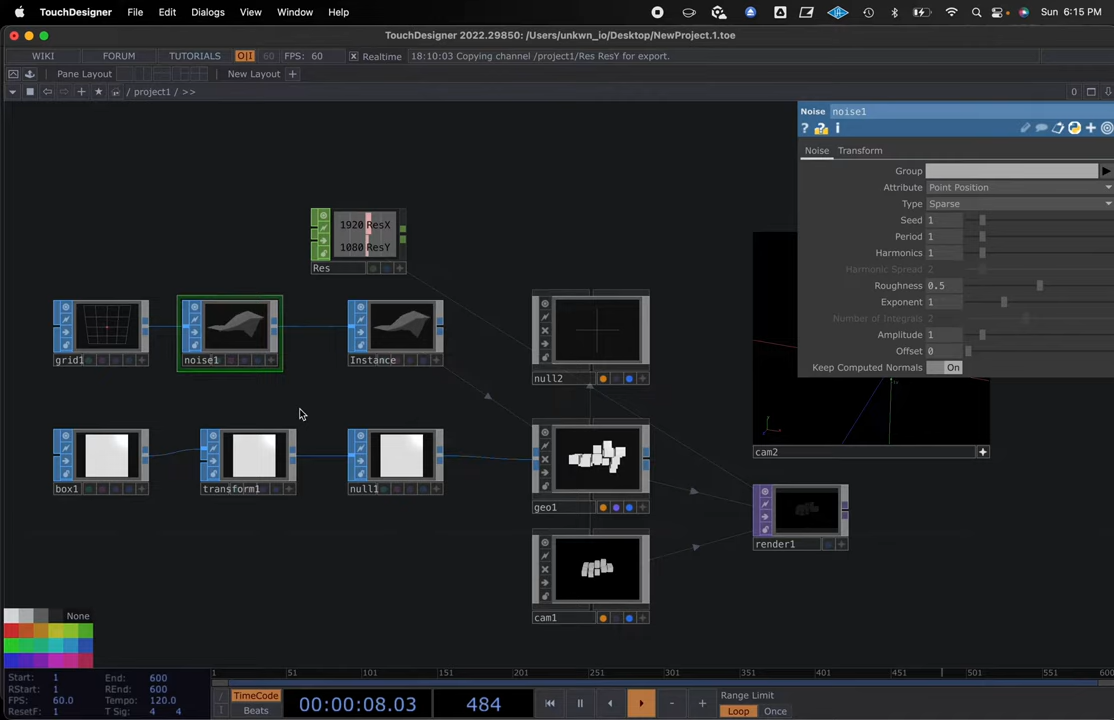 TouchDesigner File Edit Dialogs View Window Help Sun 6:15 PM
TouchDesigner 2022.29850: /Users/unkwn_io/Desktop/NewProject.1.toe
WIKI FORUM TUTORIALS O|I 60 FPS: 60 Realtime 18:10:03 Copying channel /project1/Res ResY for export.
Pane Layout New Layout +
/ project1 / >> 0
Noise noise1
Noise Transform
Group
Attribute Point Position
Type Sparse
Seed 1
Period 1
Harmonics 1
Harmonic Spread 2
Roughness 0.5
Exponent 1
Number of Integrals 2
Amplitude 1
Offset 0
Keep Computed Normals On
1920 ResX
1080 ResY
Res
grid1
noise1
Instance
null2
cam2
box1
transform1
null1
geo1
render1
cam1
None
Start: 1 End: 600
RStart: 1 REnd: 600
FPS: 60.0 Tempo: 120.0
ResetF: 1 T Sig: 4 4
1 51 101 151 201 251 301 351 401 451 501 551 600
TimeCode
Beats
00:00:08.03
484
Range Limit
Loop Once